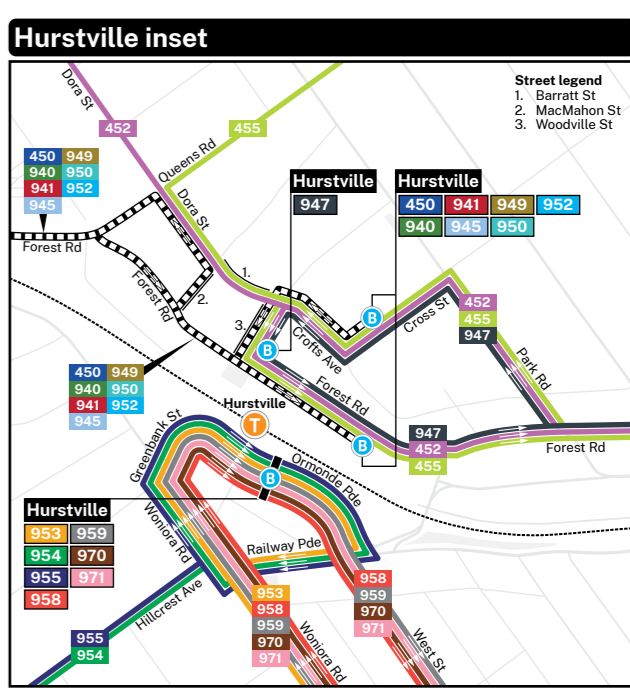 Hurstville inset
Street legend
1. Barratt St
2. MacMahon St
3. Woodville St
Dora St
452
455
Queens Rd
450 949
940 950
941 952
945
Forest Rd
Dora St
Hurstville
947
Hurstville
450 941 949 952
940 945 950
1.
2.
3.
Forest Rd
B
B
Crofts Ave
Cross St
452
455
947
Park Rd
450 949
940 950
941 952
945
Forest Rd
Hurstville
T
B
947
452
455
Forest Rd
Greenbank St
Ormonde Pde
B
Hurstville
953 959
954 970
955 971
958
Woniora Rd
Railway Pde
Hillcrest Ave
953
958
959
970
971
958
959
970
971
955
954
Woniora Rd
West St